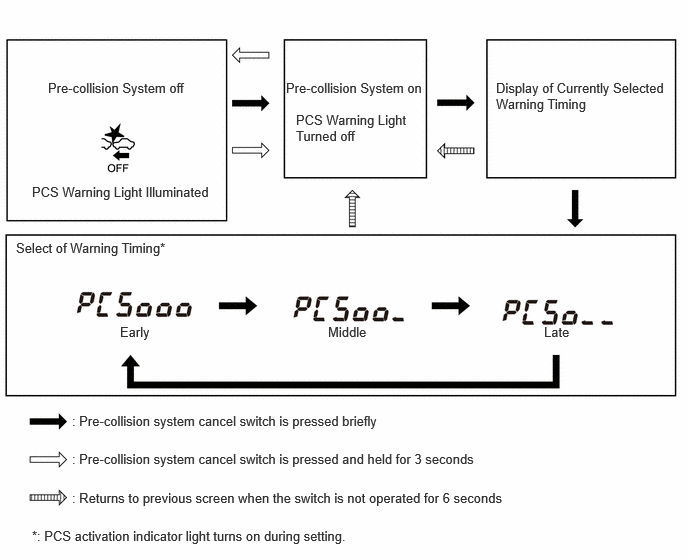 Pre-collision System off
OFF
PCS Warning Light Illuminated
Pre-collision System on
PCS Warning Light
Turned off
Display of Currently Selected
Warning Timing
Select of Warning Timing*
PCSooo
Early
PCSoo_
Middle
PCSo_ _
Late
: Pre-collision system cancel switch is pressed briefly
: Pre-collision system cancel switch is pressed and held for 3 seconds
: Returns to previous screen when the switch is not operated for 6 seconds
*: PCS activation indicator light turns on during setting.